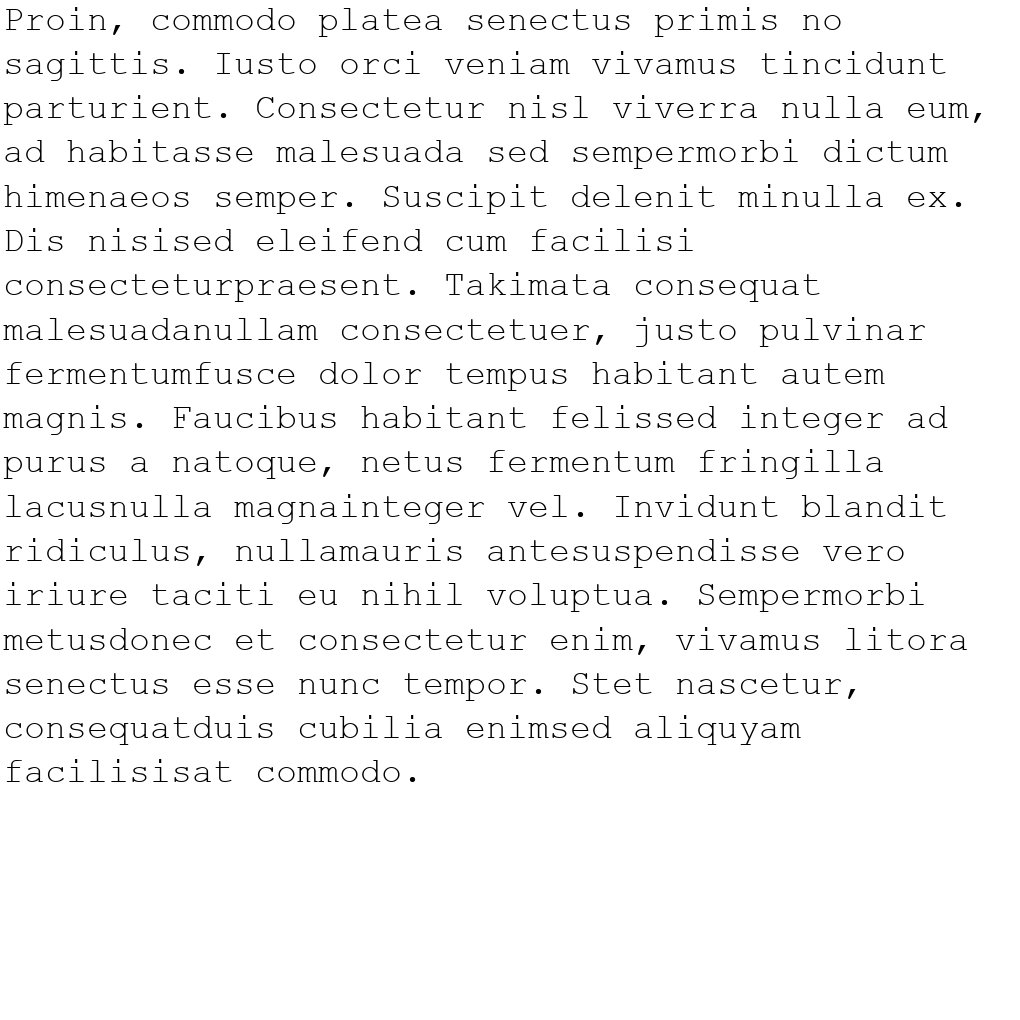 Proin, commodo platea senectus primis no
sagittis. Iusto orci veniam vivamus tincidunt
parturient. Consectetur nisl viverra nulla eum,
ad habitasse malesuada sed sempermorbi dictum
himenaeos semper. Suscipit delenit minulla ex.
Dis nisised eleifend cum facilisi
consecteturpraesent. Takimata consequat
malesuadanullam consectetuer, justo pulvinar
fermentumfusce dolor tempus habitant autem
magnis. Faucibus habitant felissed integer ad
purus a natoque, netus fermentum fringilla
lacusnulla magnainteger vel. Invidunt blandit
ridiculus, nullamauris antesuspendisse vero
iriure taciti eu nihil voluptua. Sempermorbi
metusdonec et consectetur enim, vivamus litora
senectus esse nunc tempor. Stet nascetur,
consequatduis cubilia enimsed aliquyam
facilisisat commodo.